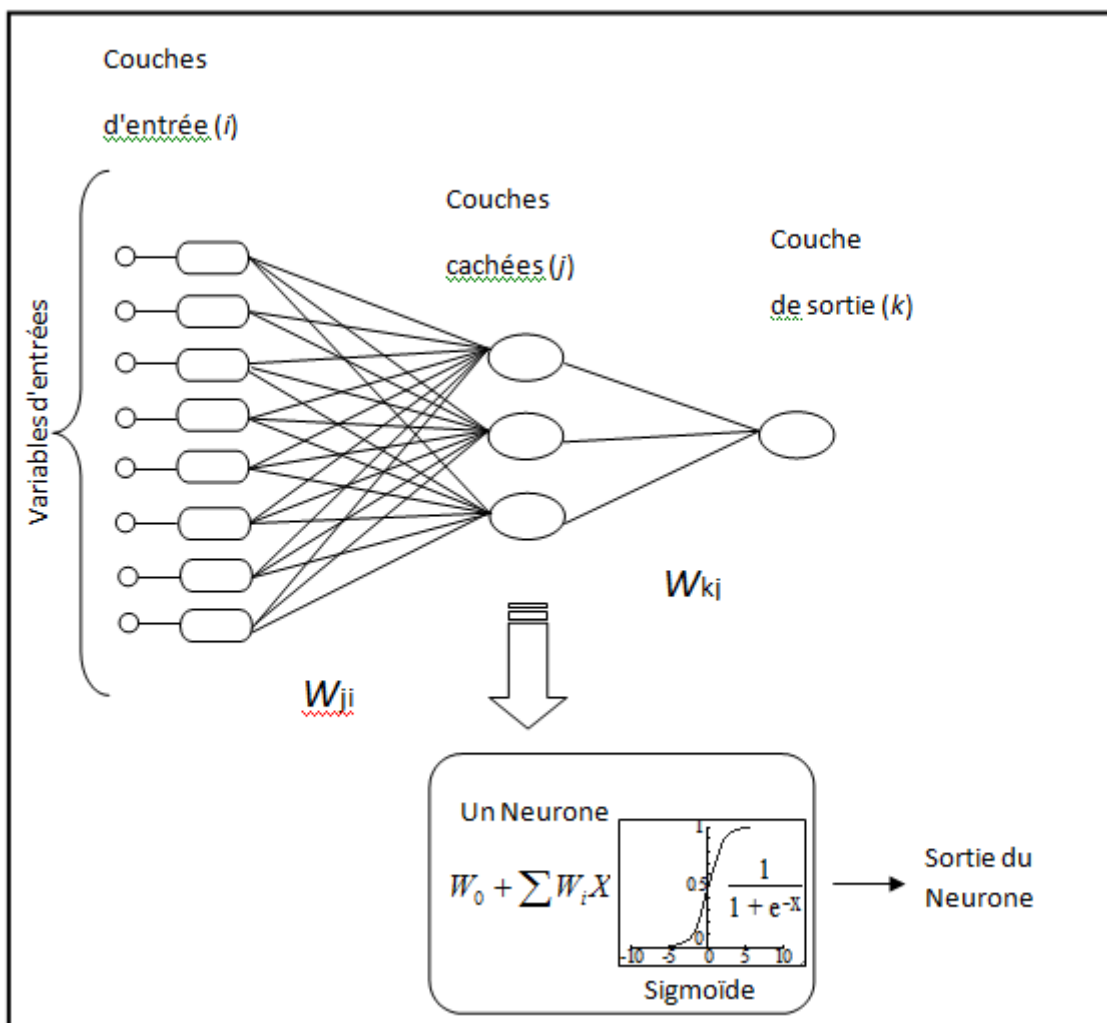 Couches
d'entrée (i)
Couches
cachées (j)
Couche
de sortie (k)
Variables d'entrées
Wkj
Wji
Un Neurone
W₀ + ∑ WᵢX
1
0.5
0
-10 -5 0 5 10
1
1 + e⁻ˣ
Sigmoïde
Sortie du
Neurone